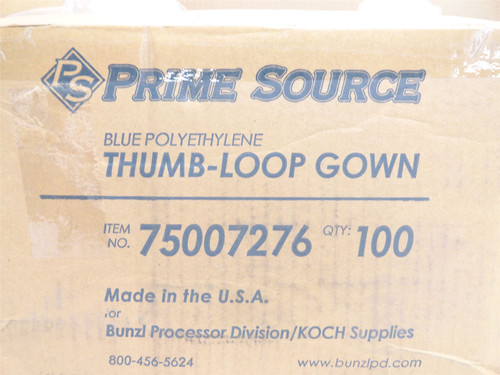 PS PRIME SOURCE
BLUE POLYETHYLENE
THUMB-LOOP GOWN
ITEM NO. 75007276 QTY: 100
Made in the U.S.A.
for
Bunzl Processor Division/KOCH Supplies
800-456-5624 www.bunzlpd.com